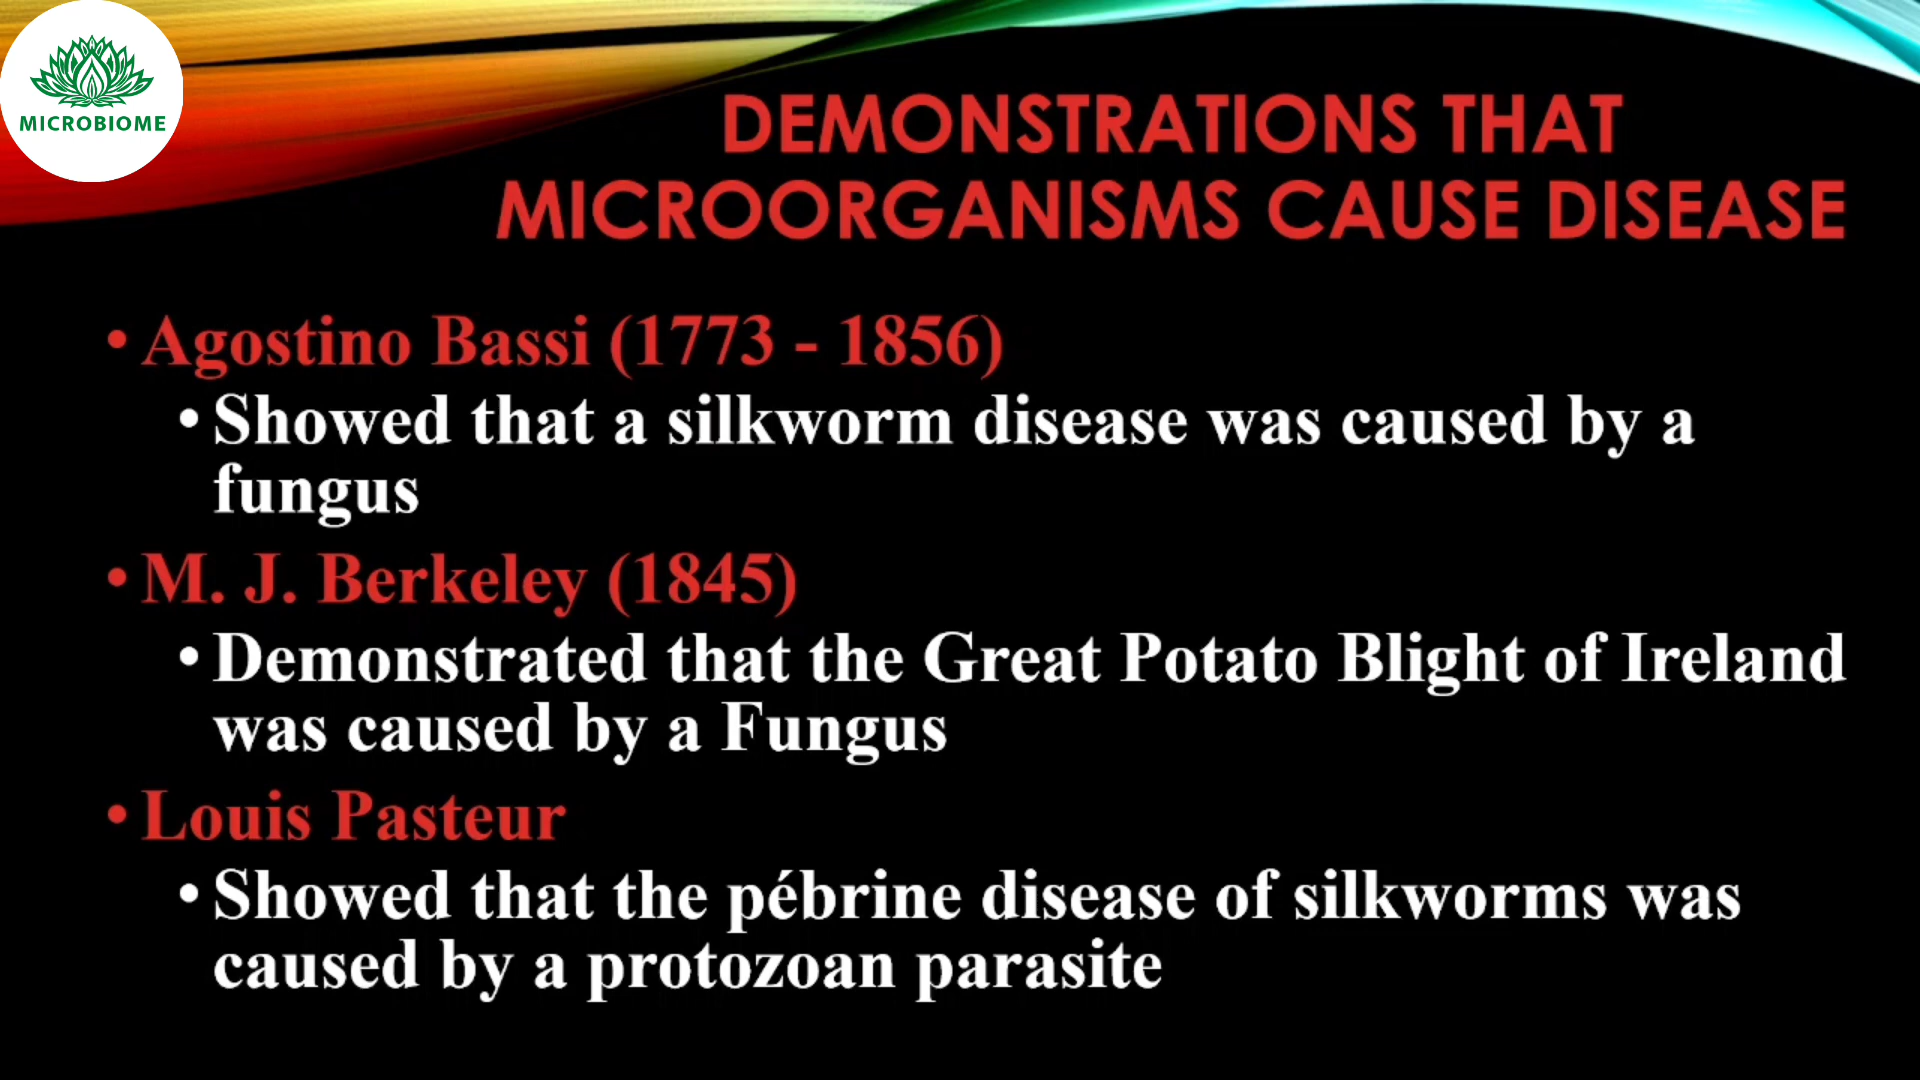 MICROBIOME
DEMONSTRATIONS THAT
MICROORGANISMS CAUSE DISEASE
• Agostino Bassi (1773 - 1856)
• Showed that a silkworm disease was caused by a
fungus
• M. J. Berkeley (1845)
• Demonstrated that the Great Potato Blight of Ireland
was caused by a Fungus
• Louis Pasteur
• Showed that the pébrine disease of silkworms was
caused by a protozoan parasite